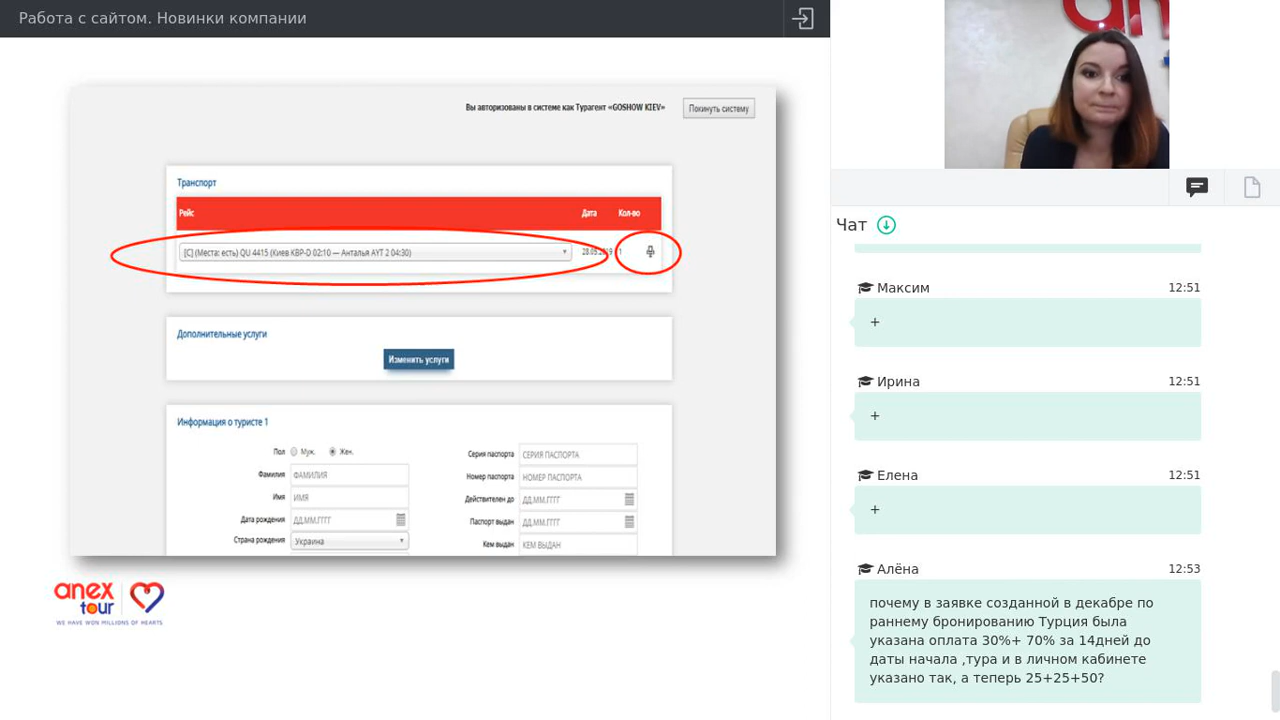 Работа с сайтом. Новинки компании
Вы авторизованы в системе как Турагент «GOSHOW KIEV»
Покинуть систему
Транспорт
Рейс Дата Кол-во
[C] (Места: есть) QU 4415 (Киев KBP-D 02:10 — Анталья AYT 2 04:30) 28.05.2019 1
Дополнительные услуги
Изменить услуги
Информация о туристе 1
Пол Муж. Жен.
Фамилия ФАМИЛИЯ
Имя ИМЯ
Дата рождения ДД.ММ.ГГГГ
Страна рождения Украина
Серия паспорта СЕРИЯ ПАСПОРТА
Номер паспорта НОМЕР ПАСПОРТА
Действителен до ДД.ММ.ГГГГ
Паспорт выдан ДД.ММ.ГГГГ
Кем выдан КЕМ ВЫДАН
anex
tour
WE HAVE WON MILLIONS OF HEARTS
Чат
Максим 12:51
+
Ирина 12:51
+
Елена 12:51
+
Алёна 12:53
почему в заявке созданной в декабре по
раннему бронированию Турция была
указана оплата 30%+ 70% за 14дней до
даты начала ,тура и в личном кабинете
указано так, а теперь 25+25+50?